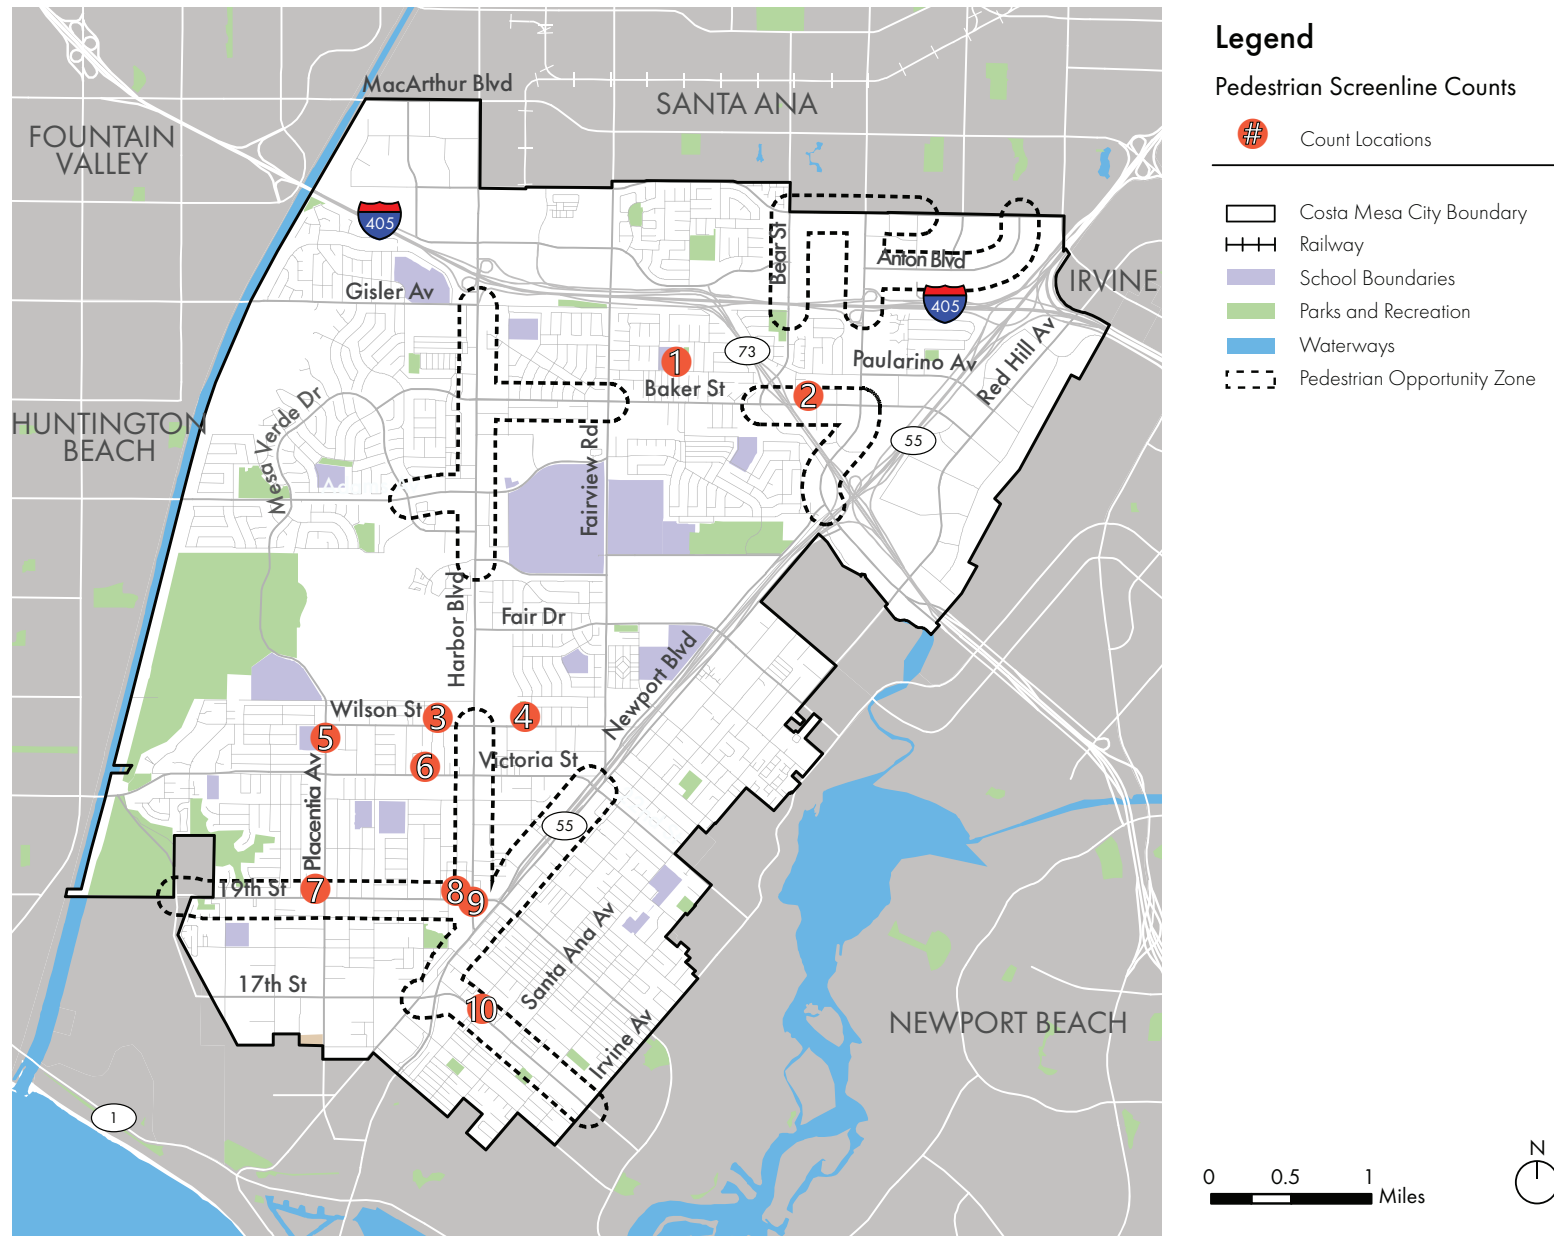 MacArthur Blvd
SANTA ANA
FOUNTAIN
VALLEY
405
Bear St
Anton Blvd
IRVINE
Gisler Av
405
1
73
Paularino Av
Red Hill Av
Baker St
2
HUNTINGTON
BEACH
Mesa Verde Dr
Fairview Rd
55
Harbor Blvd
Fair Dr
Newport Blvd
Wilson St
3
4
5
6
Victoria St
Placentia Av
55
19th St
7
8
9
Santa Ana Av
17th St
10
Irvine Av
NEWPORT BEACH
1
Legend
Pedestrian Screenline Counts
#
Count Locations
Costa Mesa City Boundary
Railway
School Boundaries
Parks and Recreation
Waterways
Pedestrian Opportunity Zone
N
0 0.5 1
Miles